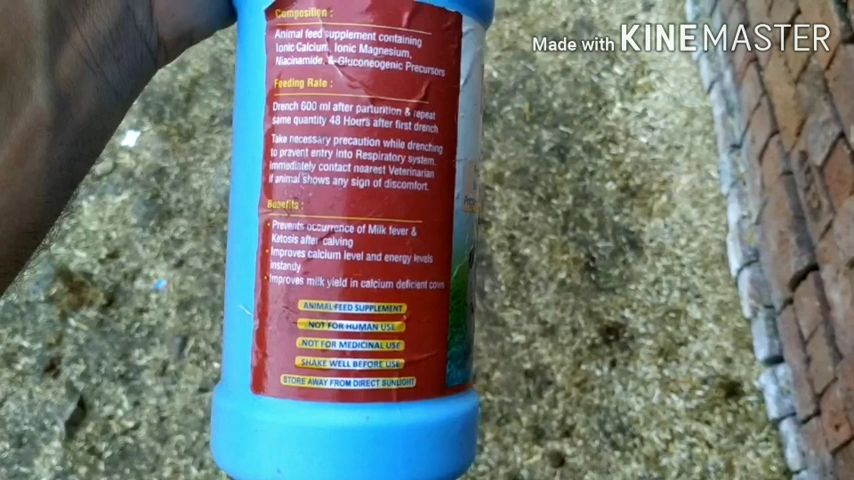 Made with KINEMASTER
Composition :
Animal feed supplement containing
Ionic Calcium, Ionic Magnesium,
Niacinamide, & Gluconeogenic Precursors
Feeding Rate :
Drench 600 ml after parturition & repeat
same quantity 48 Hours after first drench
Take necessary precaution while drenching
to prevent entry into Respiratory system,
immediately contact nearest Veterinarian
if animal shows any sign of discomfort.
Benefits :
• Prevents occurrence of Milk fever &
Ketosis after calving
• Improves calcium level and energy levels
instantly
• Improves milk yield in calcium deficient cows
ANIMAL FEED SUPPLEMENT
NOT FOR HUMAN USE
NOT FOR MEDICINAL USE
SHAKE WELL BEFORE USE
STORE AWAY FROM DIRECT SUNLIGHT